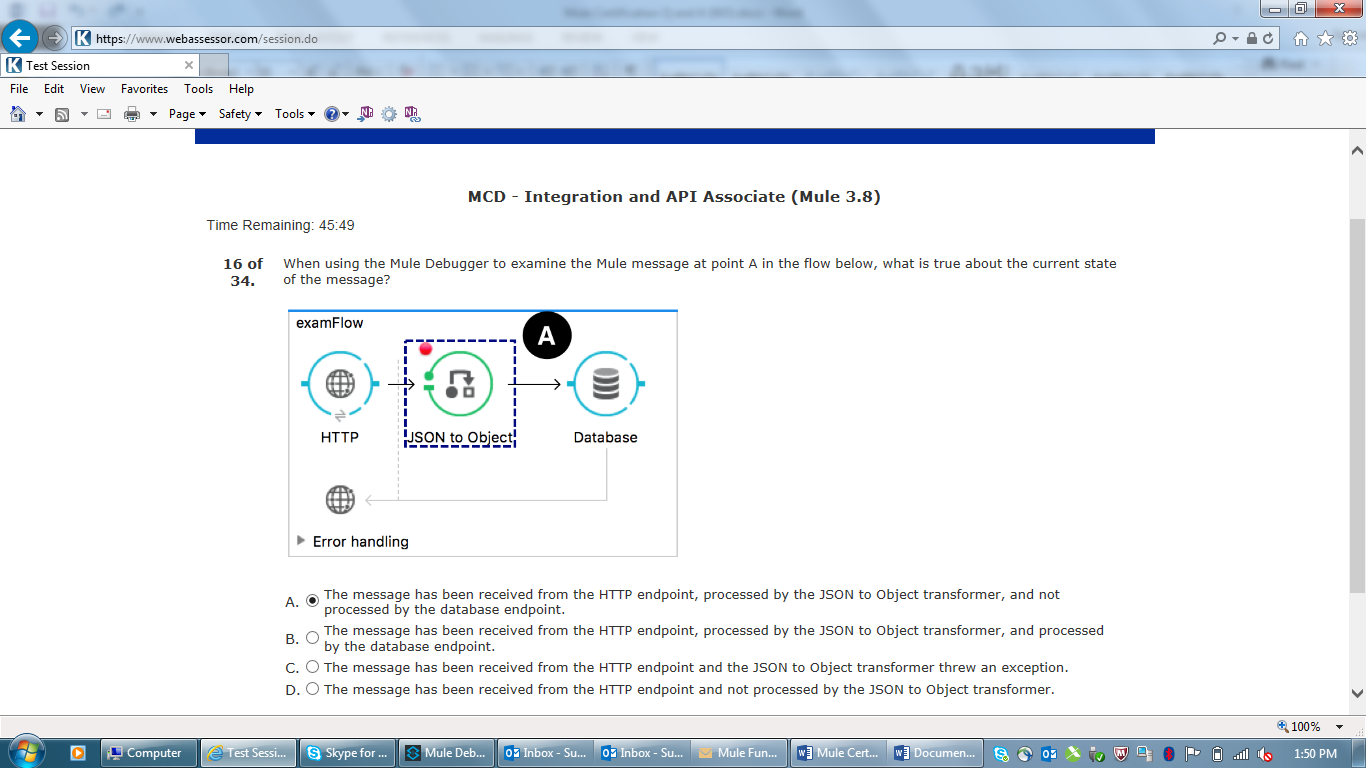 https://www.webassessor.com/session.do
Test Session
File Edit View Favorites Tools Help
Page Safety Tools
MCD - Integration and API Associate (Mule 3.8)
Time Remaining: 45:49
16 of 34.
When using the Mule Debugger to examine the Mule message at point A in the flow below, what is true about the current state
of the message?
examFlow
A
HTTP JSON to Object Database
Error handling
A. The message has been received from the HTTP endpoint, processed by the JSON to Object transformer, and not
processed by the database endpoint.
B. The message has been received from the HTTP endpoint, processed by the JSON to Object transformer, and processed
by the database endpoint.
C. The message has been received from the HTTP endpoint and the JSON to Object transformer threw an exception.
D. The message has been received from the HTTP endpoint and not processed by the JSON to Object transformer.
100%
Computer Test Sessi... Skype for ... Mule Deb... Inbox - Su... Inbox - Su... Mule Fun... Mule Cert... Documen... 1:50 PM